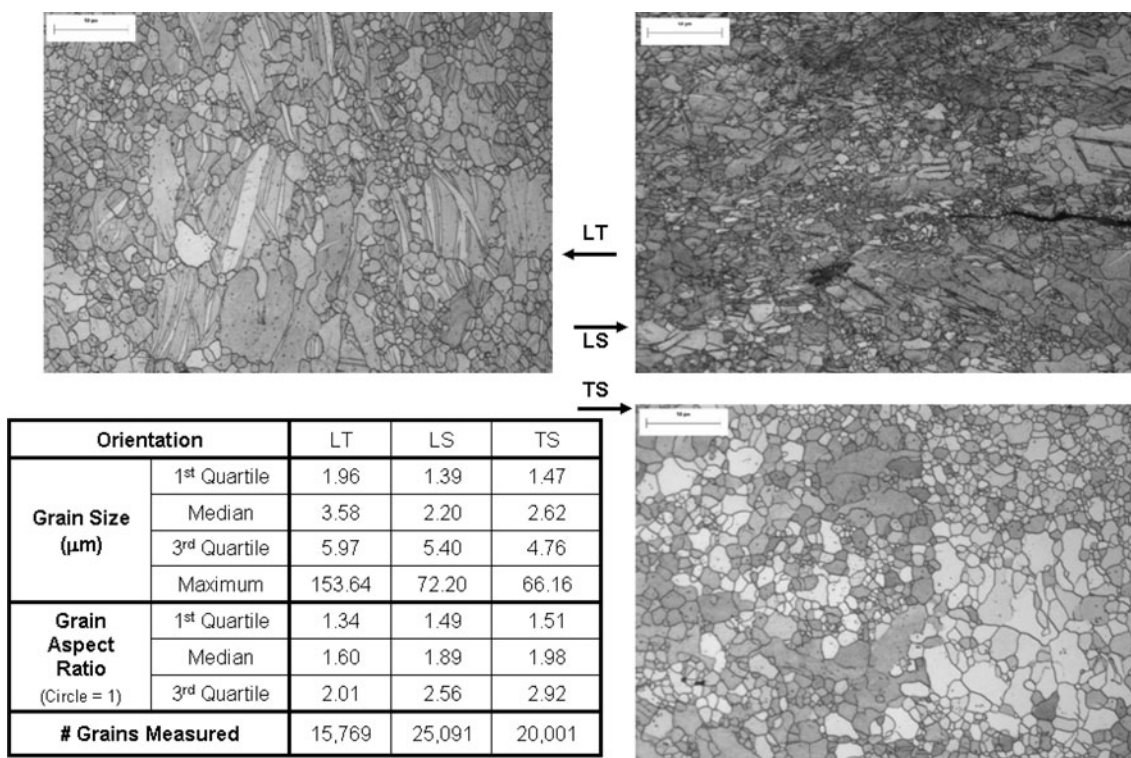 LT
LS
TS
Orientation LT LS TS
Grain Size (μm) 1st Quartile 1.96 1.39 1.47
Median 3.58 2.20 2.62
3rd Quartile 5.97 5.40 4.76
Maximum 153.64 72.20 66.16
Grain Aspect Ratio (Circle = 1) 1st Quartile 1.34 1.49 1.51
Median 1.60 1.89 1.98
3rd Quartile 2.01 2.56 2.92
# Grains Measured 15,769 25,091 20,001